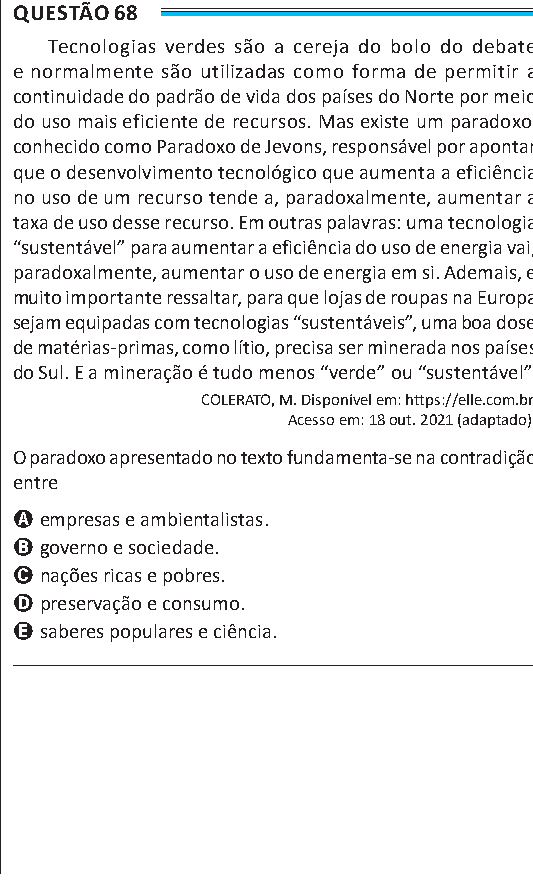 QUESTÃO 68
Tecnologias verdes são a cereja do bolo do debate
e normalmente são utilizadas como forma de permitir a
continuidade do padrão de vida dos países do Norte por meio
do uso mais eficiente de recursos. Mas existe um paradoxo
conhecido como Paradoxo de Jevons, responsável por apontar
que o desenvolvimento tecnológico que aumenta a eficiência
no uso de um recurso tende a, paradoxalmente, aumentar a
taxa de uso desse recurso. Em outras palavras: uma tecnologia
“sustentável” para aumentar a eficiência do uso de energia vai,
paradoxalmente, aumentar o uso de energia em si. Ademais, é
muito importante ressaltar, para que lojas de roupas na Europa
sejam equipadas com tecnologias “sustentáveis”, uma boa dose
de matérias-primas, como lítio, precisa ser minerada nos países
do Sul. E a mineração é tudo menos “verde” ou “sustentável”
COLERATO, M. Disponível em: https://elle.com.br
Acesso em: 18 out. 2021 (adaptado)
O paradoxo apresentado no texto fundamenta-se na contradição
entre
A empresas e ambientalistas.
B governo e sociedade.
C nações ricas e pobres.
D preservação e consumo.
E saberes populares e ciência.